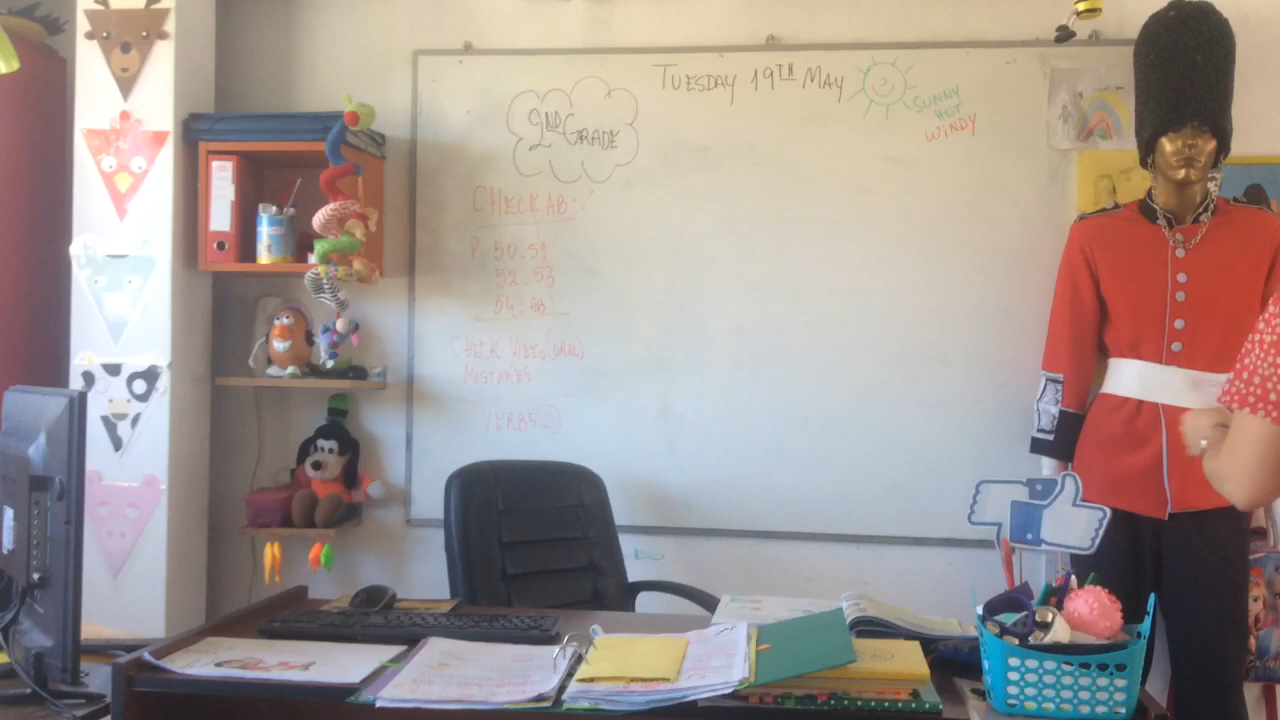 2ND GRADE
TUESDAY 19TH MAY
SUNNY
HOT
WINDY
CHECK AB:
P. 50-51
52-53
54-AB
CHECK VIDEO (ORAL)
MISTAKES
VERBS